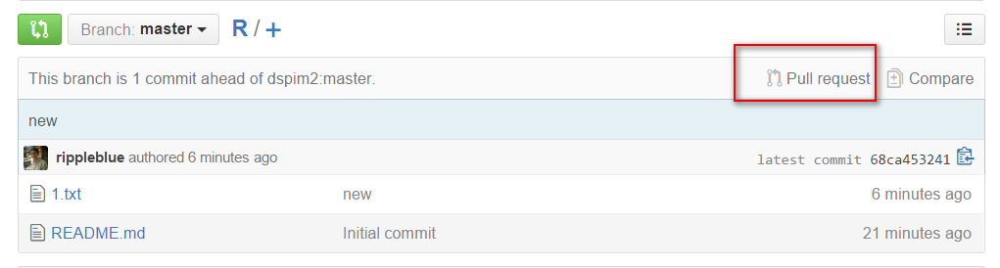 Branch: master R / +
This branch is 1 commit ahead of dspim2:master. Pull request Compare
new
rippleblue authored 6 minutes ago latest commit 68ca453241
1.txt new 6 minutes ago
README.md Initial commit 21 minutes ago